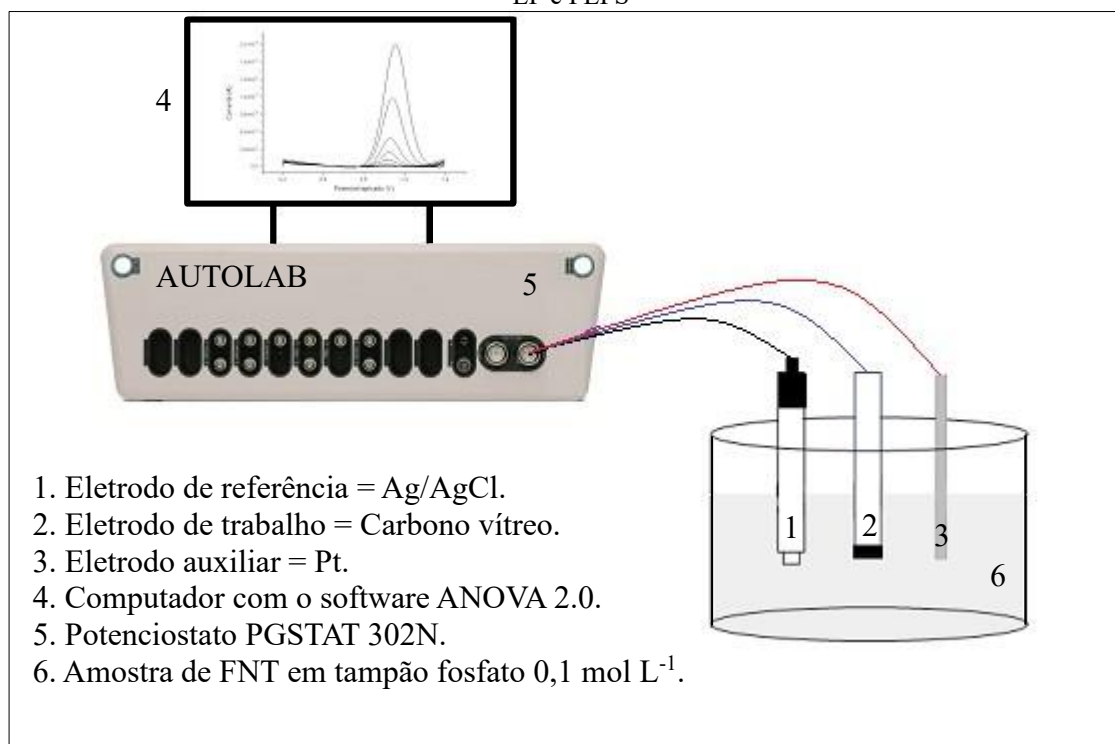 4
AUTOLAB
5
1. Eletrodo de referência = Ag/AgCl.
2. Eletrodo de trabalho = Carbono vítreo.
3. Eletrodo auxiliar = Pt.
4. Computador com o software ANOVA 2.0.
5. Potenciostato PGSTAT 302N.
6. Amostra de FNT em tampão fosfato 0,1 mol L⁻¹.
1
2
3
6